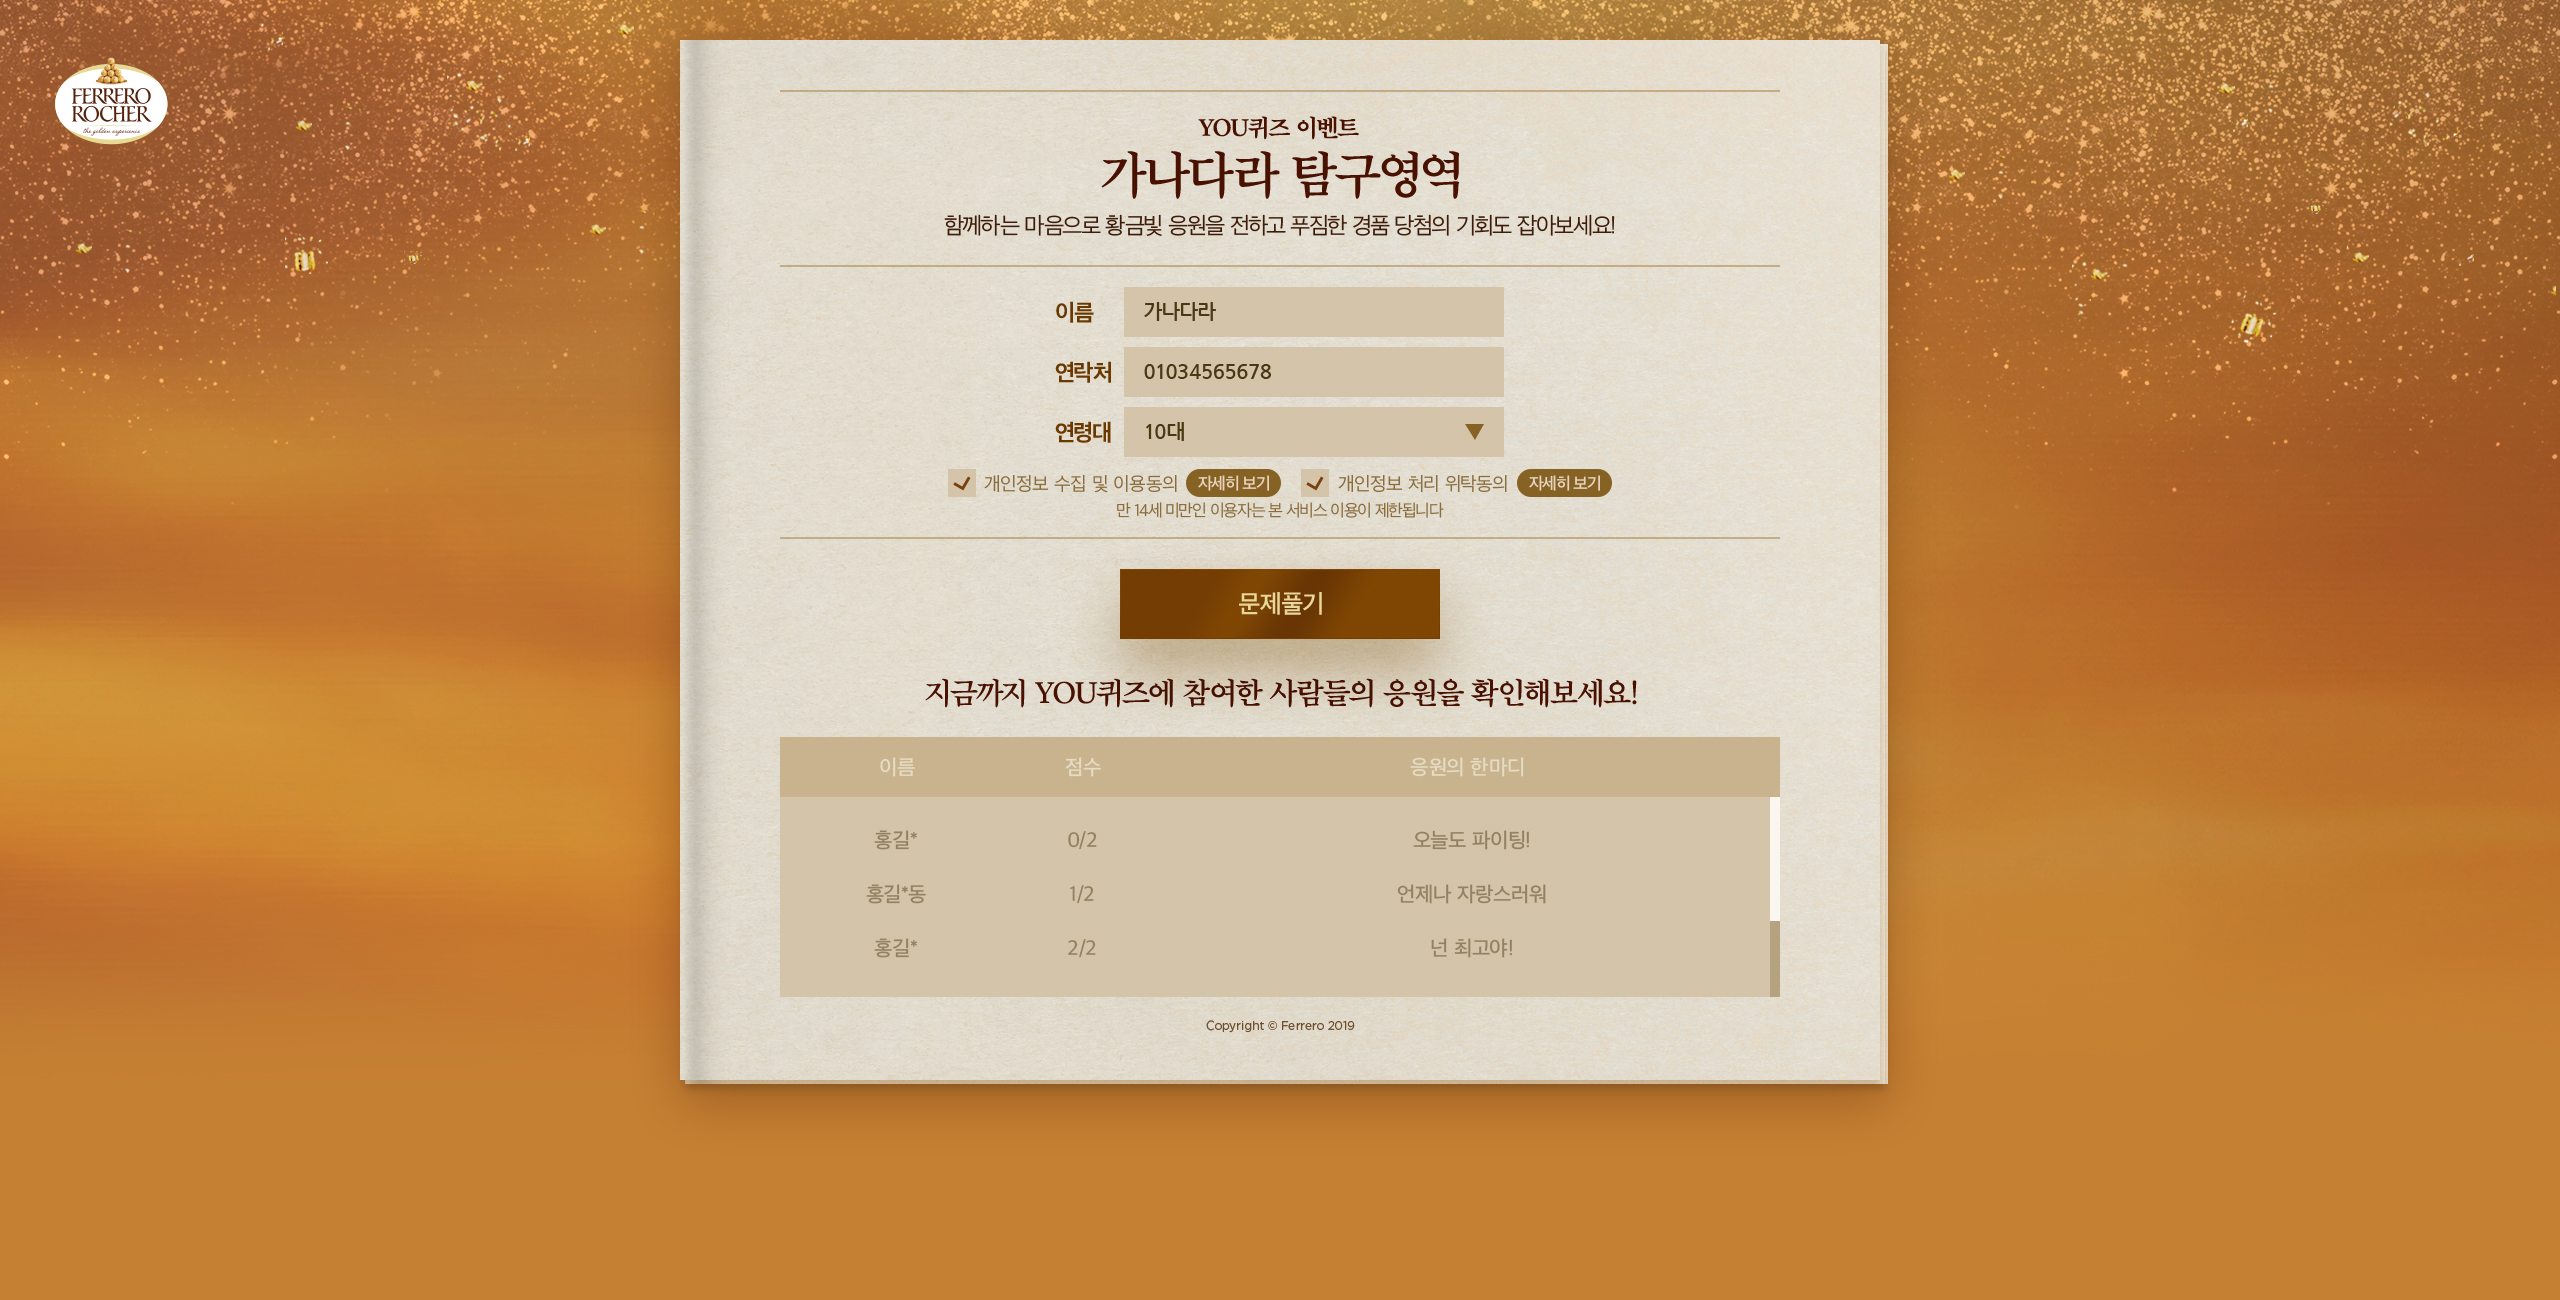 FERRERO
ROCHER
the golden experience
YOU퀴즈 이벤트
가나다라 탐구영역
함께하는 마음으로 황금빛 응원을 전하고 푸짐한 경품 당첨의 기회도 잡아보세요!
이름 가나다라
연락처 01034565678
연령대 10대
개인정보 수집 및 이용동의 자세히 보기 개인정보 처리 위탁동의 자세히 보기
만 14세 미만인 이용자는 본 서비스 이용이 제한됩니다
문제풀기
지금까지 YOU퀴즈에 참여한 사람들의 응원을 확인해보세요!
이름 점수 응원의 한마디
홍길* 0/2 오늘도 파이팅!
홍길*동 1/2 언제나 자랑스러워
홍길* 2/2 넌 최고야!
Copyright © Ferrero 2019